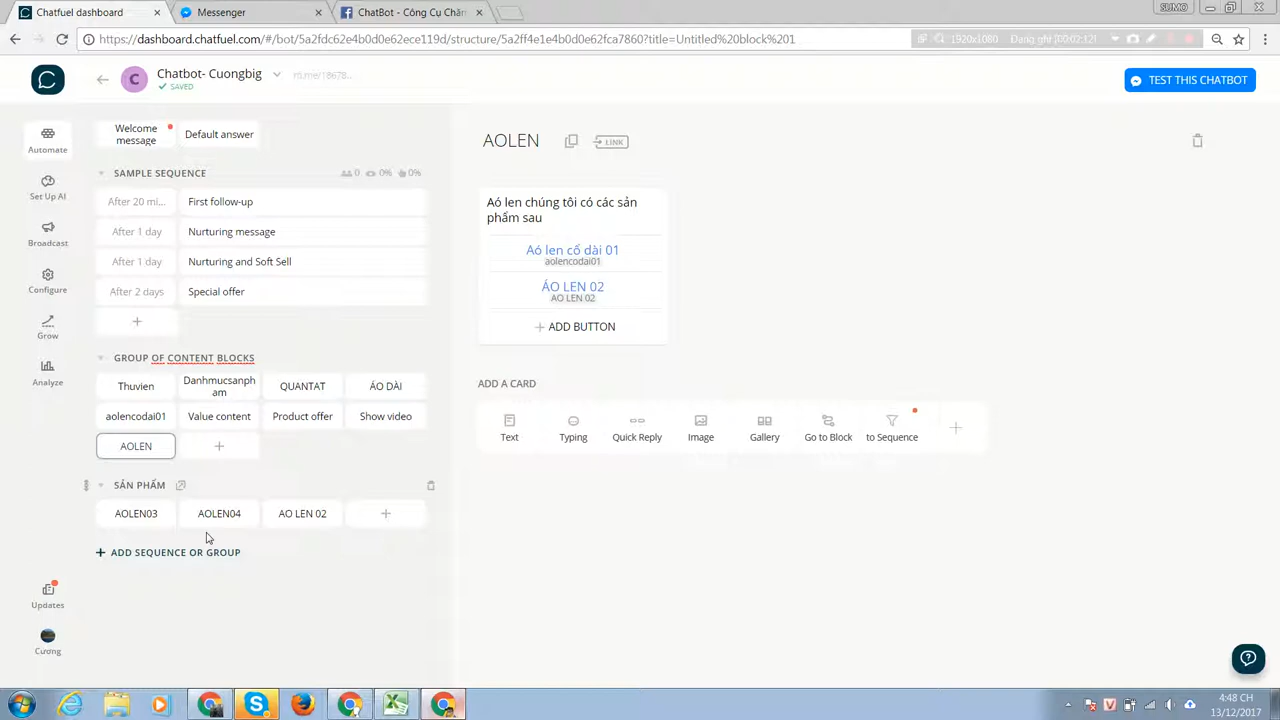 Chatfuel dashboard
Messenger
ChatBot - Công Cụ Chăn
SUMO
https://dashboard.chatfuel.com/#/bot/5a2fdc62e4b0d0e62ece119d/structure/5a2ff4e1e4b0d0e62fca7860?title=Untitled%20block%201
1920x1080
Chatbot- Cuongbig
SAVED
TEST THIS CHATBOT
Automate
Set Up AI
Broadcast
Configure
Grow
Analyze
Updates
Cương
Welcome message
Default answer
SAMPLE SEQUENCE
0 0% 0%
After 20 mi... First follow-up
After 1 day Nurturing message
After 1 day Nurturing and Soft Sell
After 2 days Special offer
GROUP OF CONTENT BLOCKS
Thuvien
Danhmucsanpham
QUANTAT
ÁO DÀI
aolencodai01
Value content
Product offer
Show video
AOLEN
SẢN PHẨM
AOLEN03
AOLEN04
AO LEN 02
ADD SEQUENCE OR GROUP
AOLEN
LINK
Aó len chúng tôi có các sản
phẩm sau
Aó len cổ dài 01
aolencodai01
ÁO LEN 02
AO LEN 02
ADD BUTTON
ADD A CARD
Text
Typing
Quick Reply
Image
Gallery
Go to Block
to Sequence
4:48 CH
13/12/2017